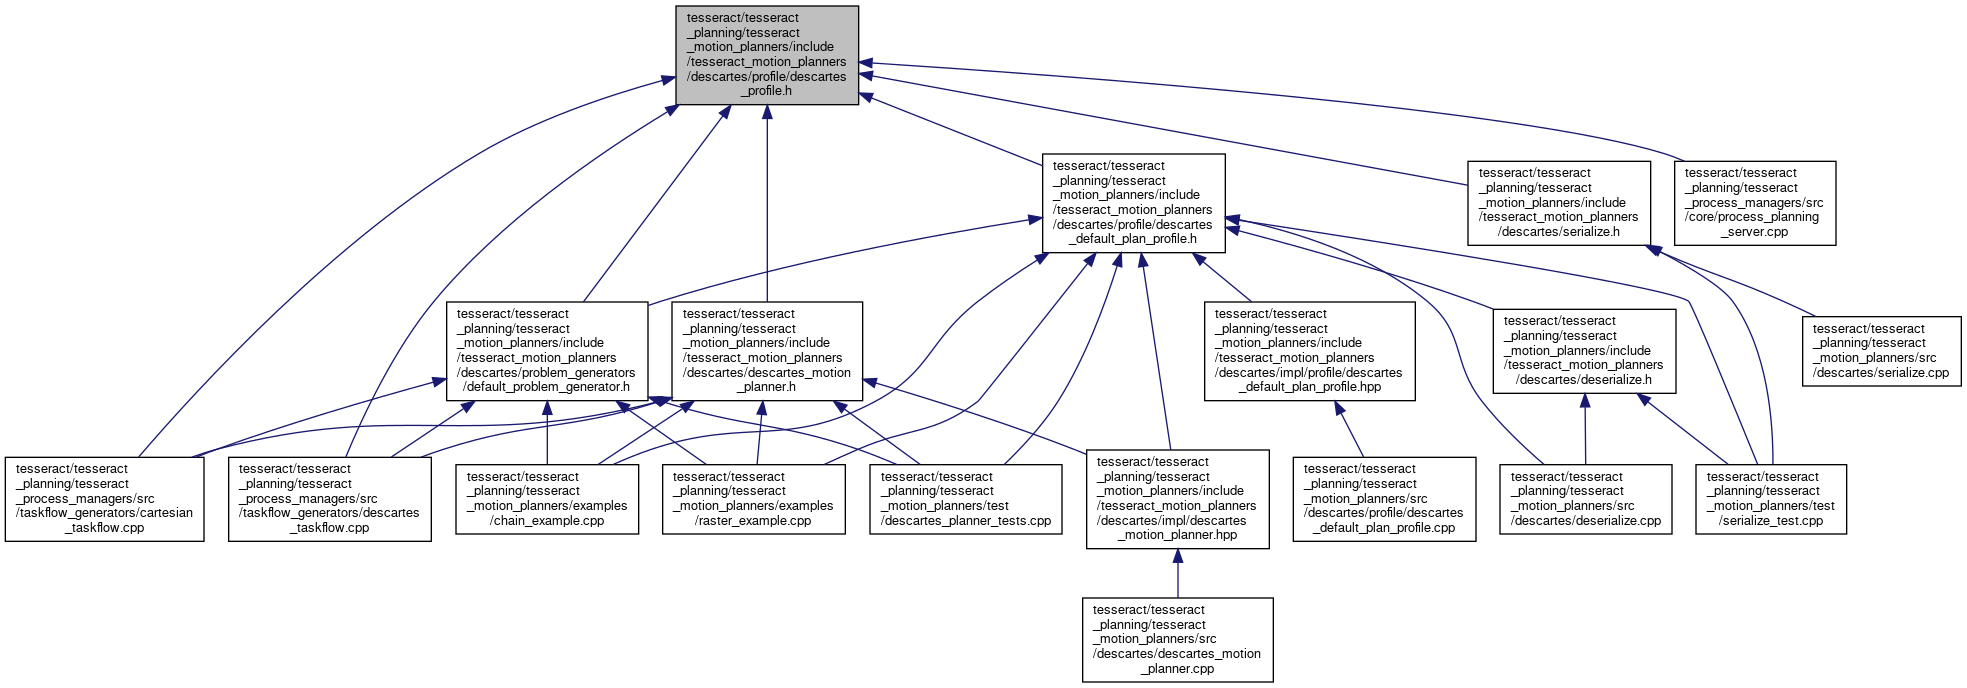 tesseract/tesseract
_planning/tesseract
_motion_planners/include
/tesseract_motion_planners
/descartes/profile/descartes
_profile.h
tesseract/tesseract
_planning/tesseract
_motion_planners/include
/tesseract_motion_planners
/descartes/profile/descartes
_default_plan_profile.h
tesseract/tesseract
_planning/tesseract
_motion_planners/include
/tesseract_motion_planners
/descartes/serialize.h
tesseract/tesseract
_planning/tesseract
_process_managers/src
/core/process_planning
_server.cpp
tesseract/tesseract
_planning/tesseract
_motion_planners/include
/tesseract_motion_planners
/descartes/problem_generators
/default_problem_generator.h
tesseract/tesseract
_planning/tesseract
_motion_planners/include
/tesseract_motion_planners
/descartes/descartes_motion
_planner.h
tesseract/tesseract
_planning/tesseract
_motion_planners/include
/tesseract_motion_planners
/descartes/impl/profile/descartes
_default_plan_profile.hpp
tesseract/tesseract
_planning/tesseract
_motion_planners/include
/tesseract_motion_planners
/descartes/deserialize.h
tesseract/tesseract
_planning/tesseract
_motion_planners/src
/descartes/serialize.cpp
tesseract/tesseract
_planning/tesseract
_process_managers/src
/taskflow_generators/cartesian
_taskflow.cpp
tesseract/tesseract
_planning/tesseract
_process_managers/src
/taskflow_generators/descartes
_taskflow.cpp
tesseract/tesseract
_planning/tesseract
_motion_planners/examples
/chain_example.cpp
tesseract/tesseract
_planning/tesseract
_motion_planners/examples
/raster_example.cpp
tesseract/tesseract
_planning/tesseract
_motion_planners/test
/descartes_planner_tests.cpp
tesseract/tesseract
_planning/tesseract
_motion_planners/include
/tesseract_motion_planners
/descartes/impl/descartes
_motion_planner.hpp
tesseract/tesseract
_planning/tesseract
_motion_planners/src
/descartes/profile/descartes
_default_plan_profile.cpp
tesseract/tesseract
_planning/tesseract
_motion_planners/src
/descartes/deserialize.cpp
tesseract/tesseract
_planning/tesseract
_motion_planners/test
/serialize_test.cpp
tesseract/tesseract
_planning/tesseract
_motion_planners/src
/descartes/descartes_motion
_planner.cpp